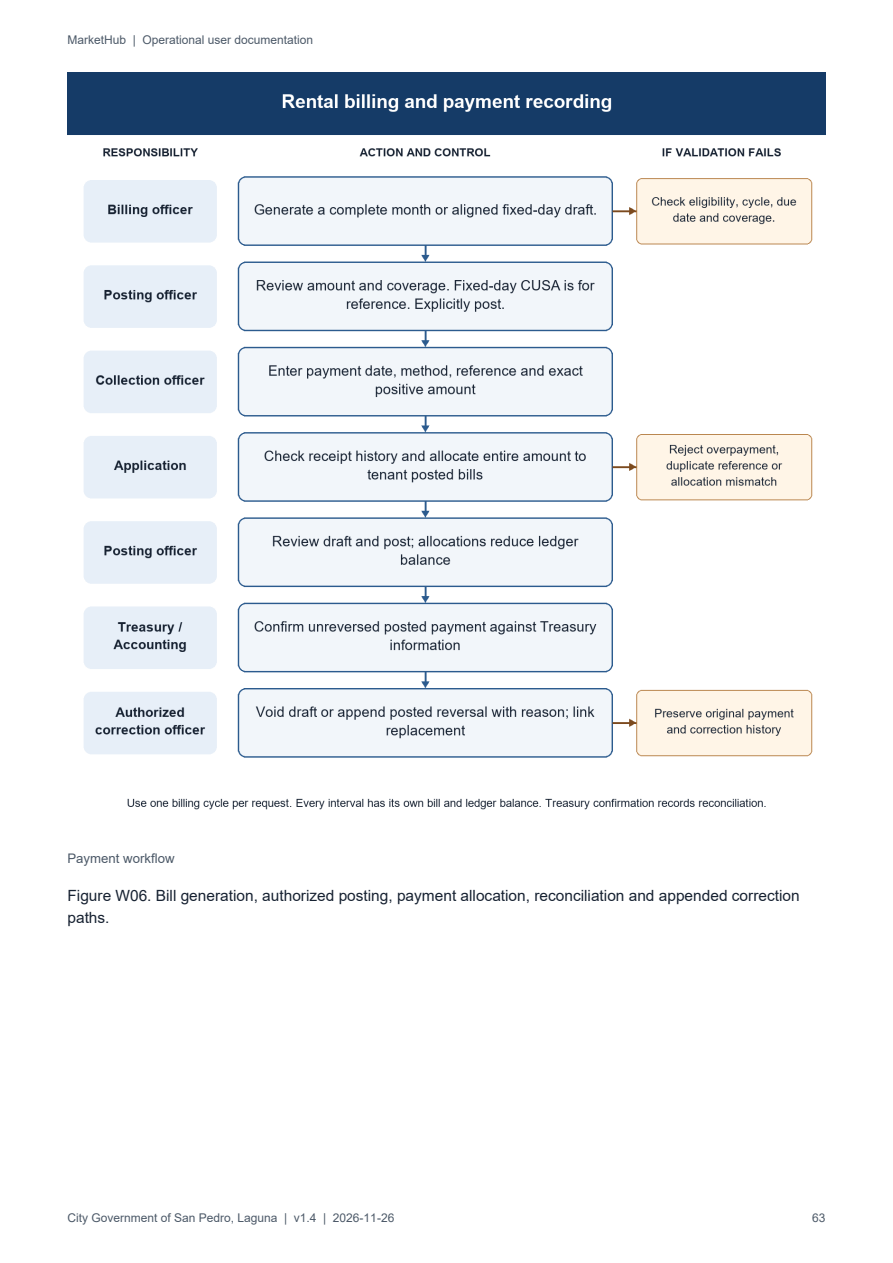 MarketHub | Operational user documentation
Rental billing and payment recording
RESPONSIBILITY
ACTION AND CONTROL
IF VALIDATION FAILS
Billing officer
Generate a complete month or aligned fixed-day draft.
Check eligibility, cycle, due
date and coverage.
Posting officer
Review amount and coverage. Fixed-day CUSA is for
reference. Explicitly post.
Collection officer
Enter payment date, method, reference and exact
positive amount
Application
Check receipt history and allocate entire amount to
tenant posted bills
Reject overpayment,
duplicate reference or
allocation mismatch
Posting officer
Review draft and post; allocations reduce ledger
balance
Treasury /
Accounting
Confirm unreversed posted payment against Treasury
information
Authorized
correction officer
Void draft or append posted reversal with reason; link
replacement
Preserve original payment
and correction history
Use one billing cycle per request. Every interval has its own bill and ledger balance. Treasury confirmation records reconciliation.
Payment workflow
Figure W06. Bill generation, authorized posting, payment allocation, reconciliation and appended correction
paths.
City Government of San Pedro, Laguna | v1.4 | 2026-11-26
63